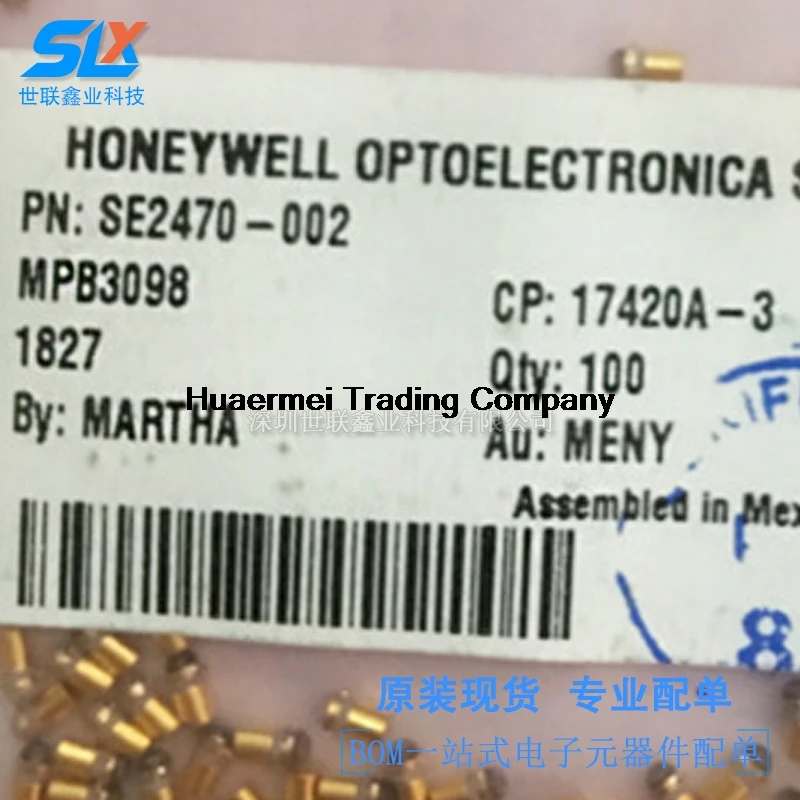 SLX
世联鑫业科技
HONEYWELL OPTOELECTRONICA S
PN: SE2470-002
MPB3098
CP: 17420A-3
1827
Qty: 100
Huaermei Trading Company
深圳世联鑫业科技有限公司
By: MARTHA
Au: MENY
Assembled in Mex
8
原装现货 专业配单
BOM一站式电子元器件配单